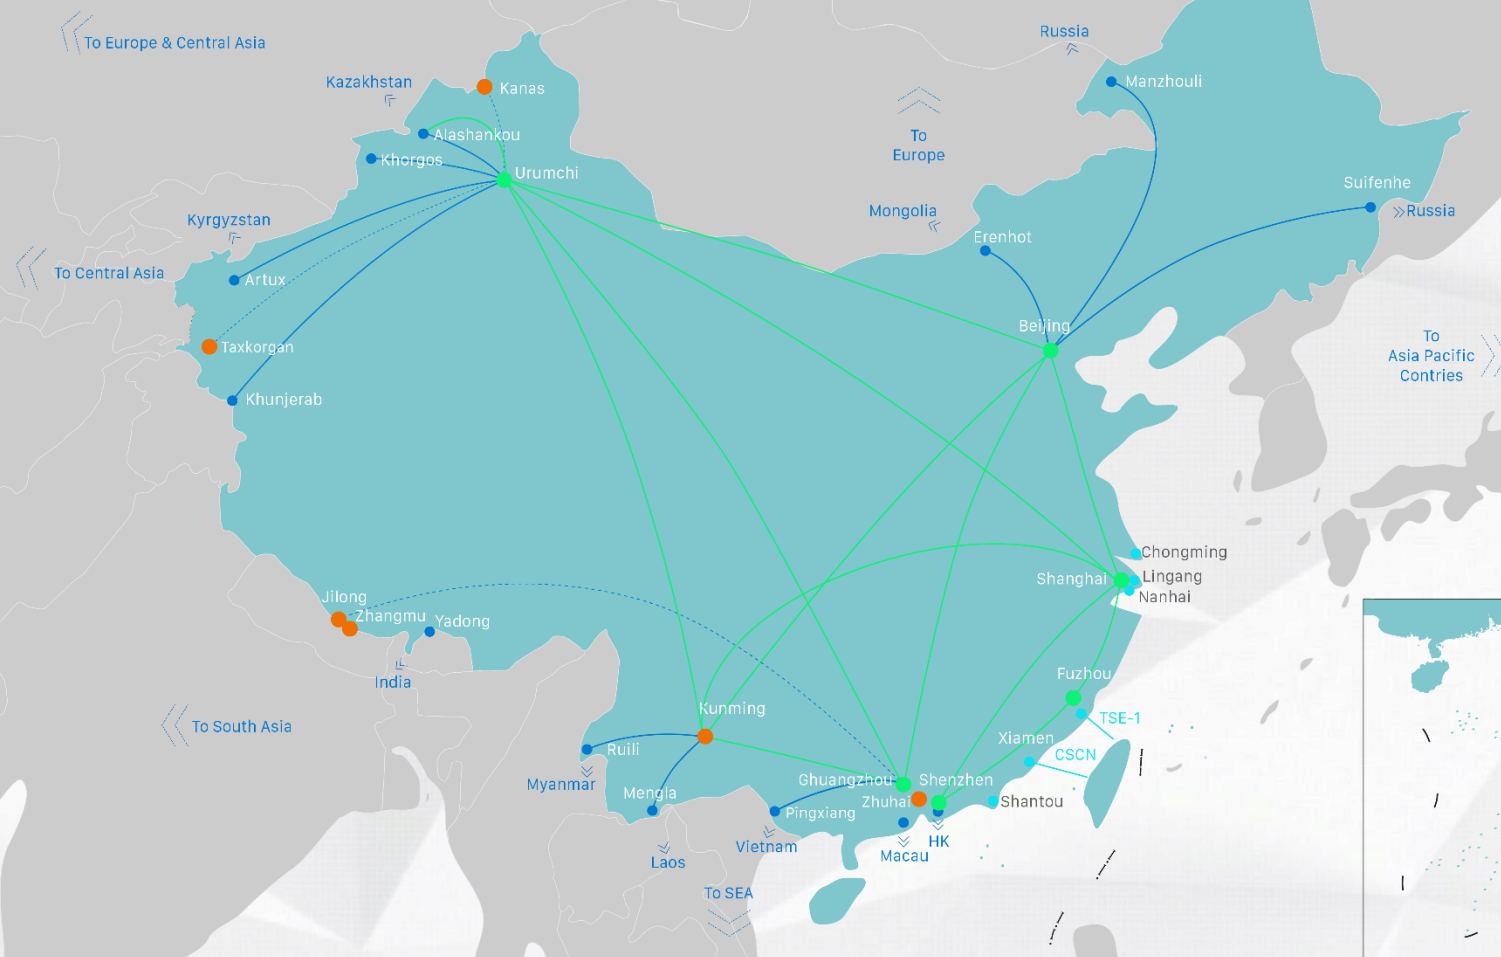 Russia
To Europe & Central Asia
Kazakhstan
Manzhouli
Kanas
Alashankou
To
Europe
Khorgos
Urumchi
Suifenhe
Kyrgyzstan
Mongolia
Russia
Erenhot
To Central Asia
Artux
Beijing
To
Asia Pacific
Contries
Taxkorgan
Khunjerab
Chongming
Shanghai
Lingang
Nanhai
Jilong
Zhangmu
Yadong
Fuzhou
India
Kunming
TSE-1
To South Asia
Xiamen
Ruili
CSCN
Ghuangzhou
Shenzhen
Myanmar
Mengla
Zhuhai
Shantou
Pingxiang
Vietnam
HK
Macau
Laos
To SEA